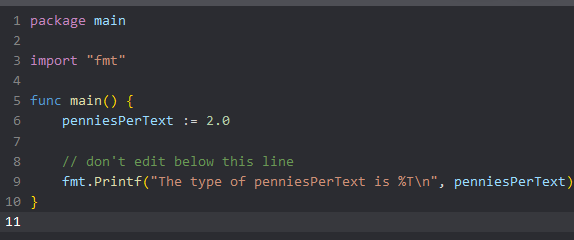 1 package main
2
3 import "fmt"
4
5 func main() {
6     penniesPerText := 2.0
7
8     // don't edit below this line
9     fmt.Printf("The type of penniesPerText is %T\n", penniesPerText)
10 }
11